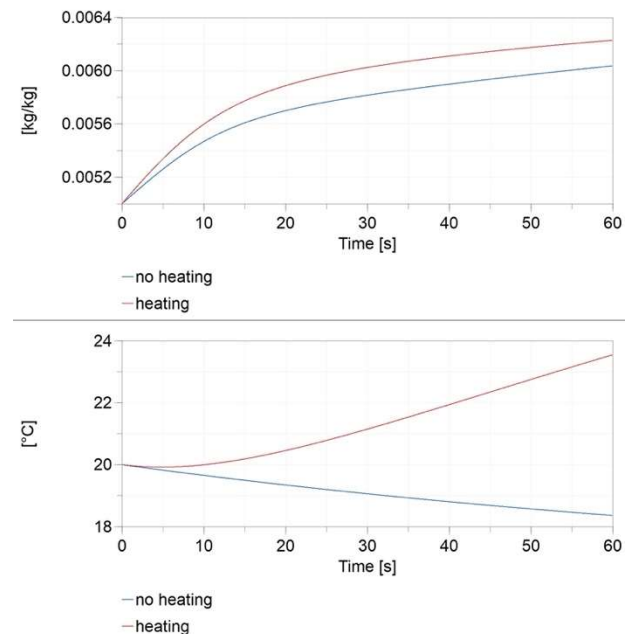 0.0064
0.0060
0.0056
0.0052
[kg/kg]
0 10 20 30 40 50 60
Time [s]
no heating
heating
24
22
20
18
[°C]
0 10 20 30 40 50 60
Time [s]
no heating
heating